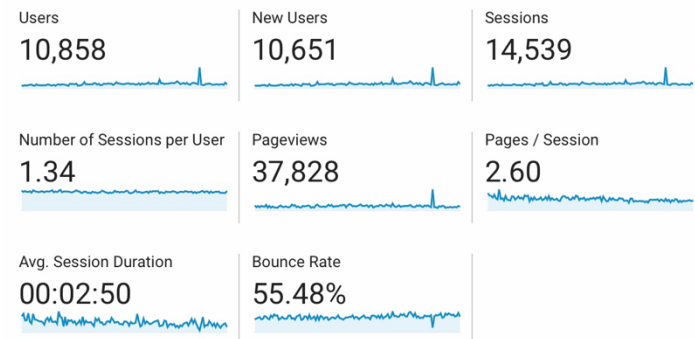 Users
10,858
New Users
10,651
Sessions
14,539
Number of Sessions per User
1.34
Pageviews
37,828
Pages / Session
2.60
Avg. Session Duration
00:02:50
Bounce Rate
55.48%